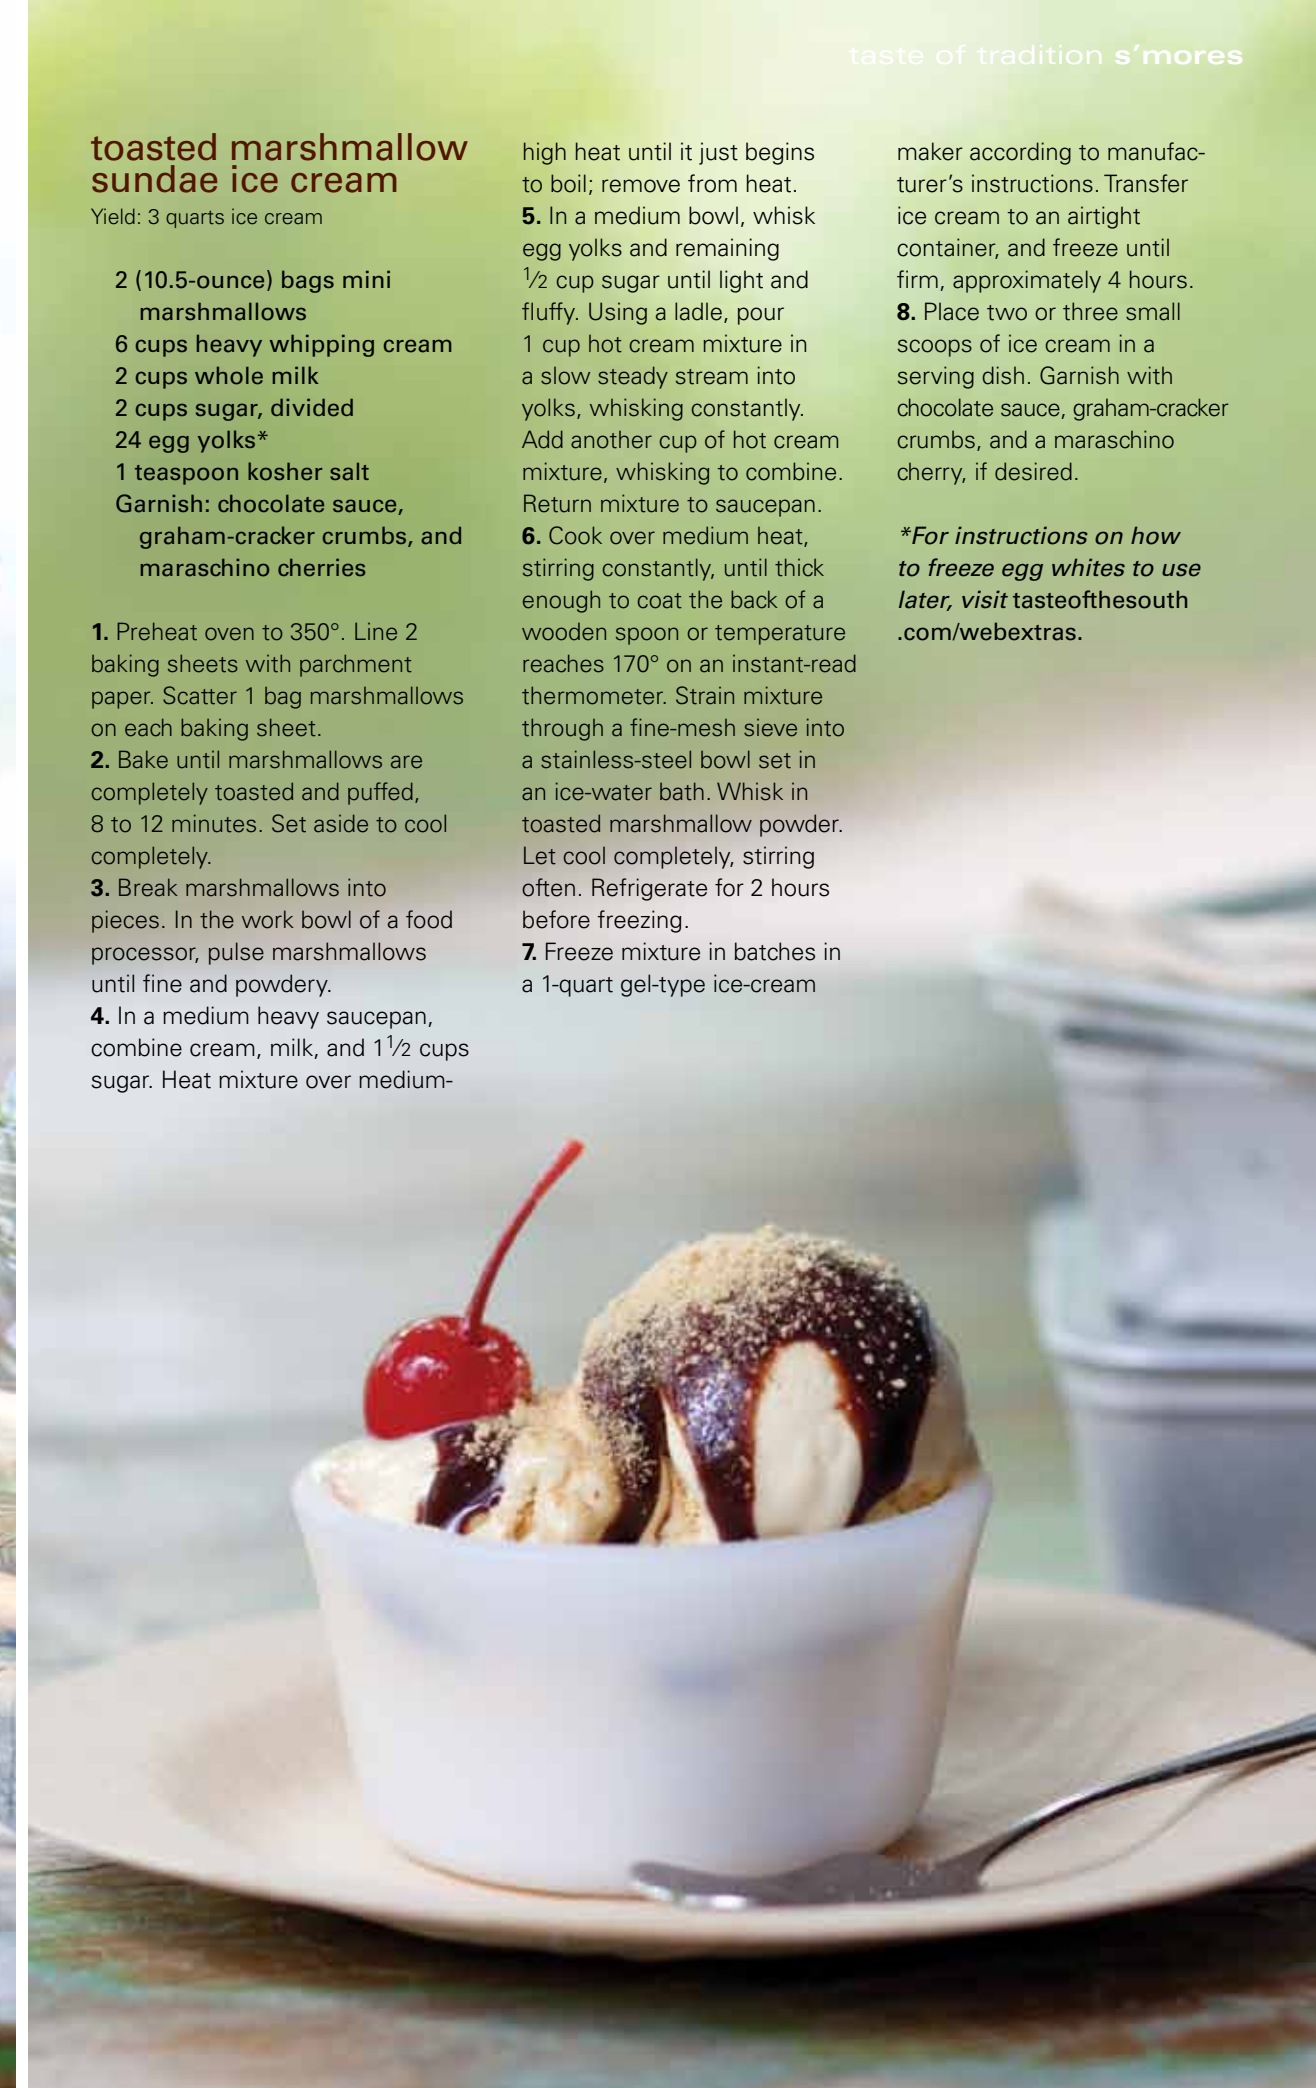 taste of tradition s'mores
toasted marshmallow
sundae ice cream
Yield: 3 quarts ice cream
2 (10.5-ounce) bags mini
marshmallows
6 cups heavy whipping cream
2 cups whole milk
2 cups sugar, divided
24 egg yolks*
1 teaspoon kosher salt
Garnish: chocolate sauce,
graham-cracker crumbs, and
maraschino cherries
1. Preheat oven to 350°. Line 2
baking sheets with parchment
paper. Scatter 1 bag marshmallows
on each baking sheet.
2. Bake until marshmallows are
completely toasted and puffed,
8 to 12 minutes. Set aside to cool
completely.
3. Break marshmallows into
pieces. In the work bowl of a food
processor, pulse marshmallows
until fine and powdery.
4. In a medium heavy saucepan,
combine cream, milk, and 1 1/2 cups
sugar. Heat mixture over medium-
high heat until it just begins
to boil; remove from heat.
5. In a medium bowl, whisk
egg yolks and remaining
1/2 cup sugar until light and
fluffy. Using a ladle, pour
1 cup hot cream mixture in
a slow steady stream into
yolks, whisking constantly.
Add another cup of hot cream
mixture, whisking to combine.
Return mixture to saucepan.
6. Cook over medium heat,
stirring constantly, until thick
enough to coat the back of a
wooden spoon or temperature
reaches 170° on an instant-read
thermometer. Strain mixture
through a fine-mesh sieve into
a stainless-steel bowl set in
an ice-water bath. Whisk in
toasted marshmallow powder.
Let cool completely, stirring
often. Refrigerate for 2 hours
before freezing.
7. Freeze mixture in batches in
a 1-quart gel-type ice-cream
maker according to manufac-
turer's instructions. Transfer
ice cream to an airtight
container, and freeze until
firm, approximately 4 hours.
8. Place two or three small
scoops of ice cream in a
serving dish. Garnish with
chocolate sauce, graham-cracker
crumbs, and a maraschino
cherry, if desired.
*For instructions on how
to freeze egg whites to use
later, visit tasteofthesouth
.com/webextras.